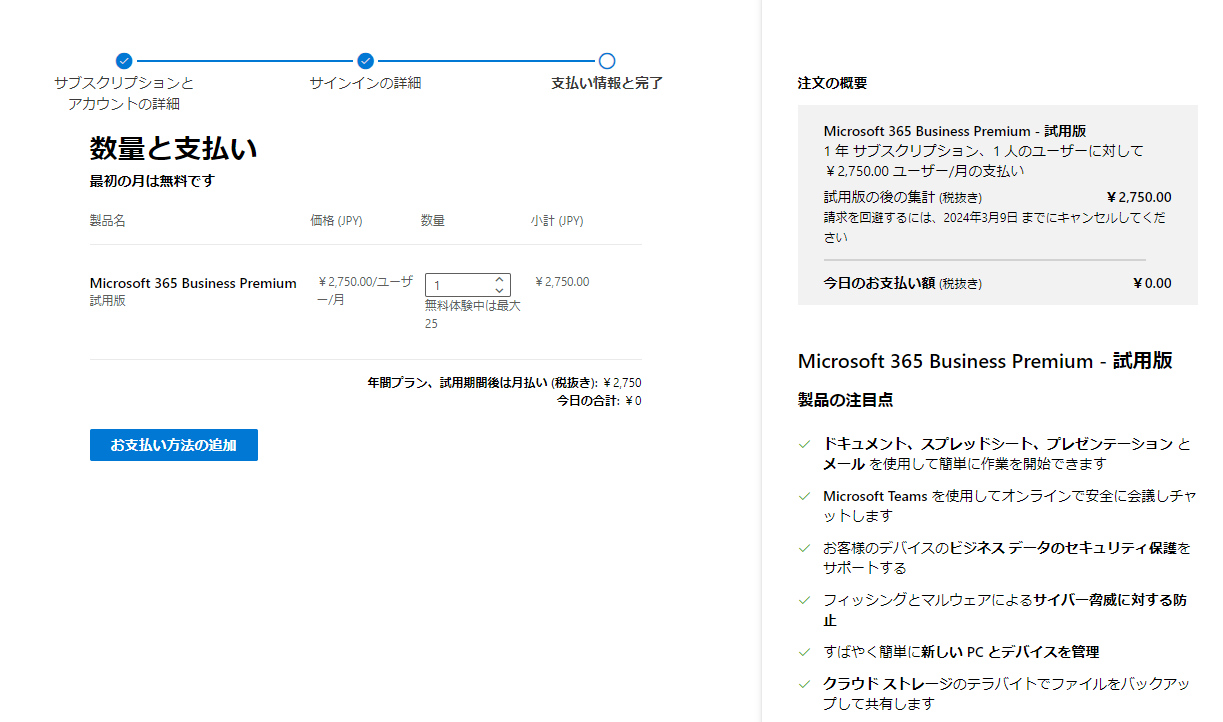 サブスクリプションと
アカウントの詳細
サインインの詳細
支払い情報と完了
数量と支払い
最初の月は無料です
製品名 価格 (JPY) 数量 小計 (JPY)
Microsoft 365 Business Premium
試用版
￥2,750.00/ユーザ
ー/月
1
無料体験中は最大
25
￥2,750.00
年間プラン、試用期間後は月払い (税抜き): ￥2,750
今日の合計: ￥0
お支払い方法の追加
注文の概要
Microsoft 365 Business Premium - 試用版
1 年 サブスクリプション、1 人のユーザーに対して
￥2,750.00 ユーザー/月の支払い
試用版の後の集計 (税抜き) ￥2,750.00
請求を回避するには、2024年3月9日 までにキャンセルしてくだ
さい
今日のお支払い額 (税抜き) ￥0.00
Microsoft 365 Business Premium - 試用版
製品の注目点
ドキュメント、スプレッドシート、プレゼンテーション と
メール を使用して簡単に作業を開始できます
Microsoft Teams を使用してオンラインで安全に会議しチャ
ットします
お客様のデバイスのビジネス データのセキュリティ保護を
サポートする
フィッシングとマルウェアによるサイバー脅威に対する防
止
すばやく簡単に新しい PC とデバイスを管理
クラウド ストレージのテラバイトでファイルをバックアッ
プして共有します